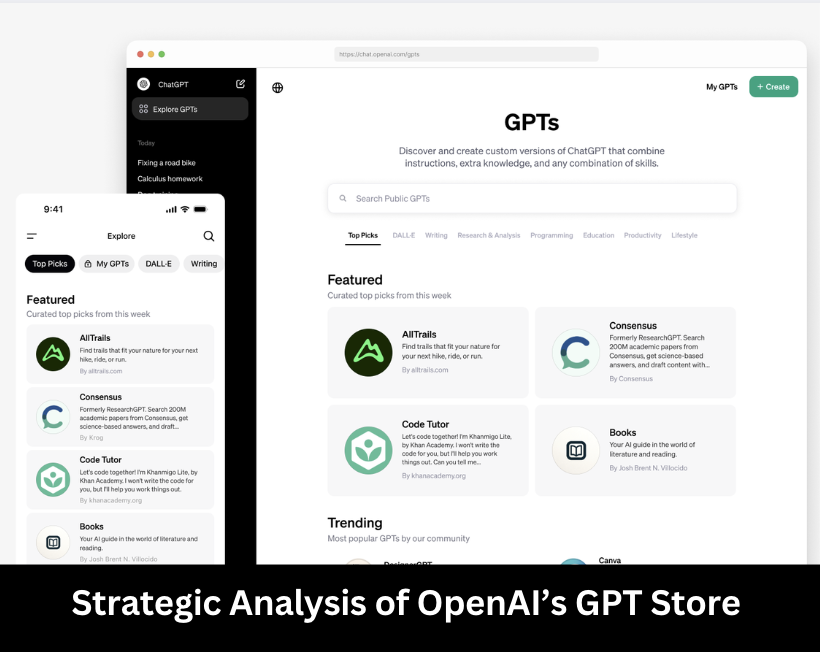 https://chat.openai.com/gpts
ChatGPT
Explore GPTs
Today
Fixing a road bike
Calculus homework
My GPTs
+ Create
GPTs
Discover and create custom versions of ChatGPT that combine
instructions, extra knowledge, and any combination of skills.
Search Public GPTs
Top Picks DALL·E Writing Research & Analysis Programming Education Productivity Lifestyle
Featured
Curated top picks from this week
AllTrails
Find trails that fit your nature for
your next hike, ride, or run.
By alltrails.com
Consensus
Formerly ResearchGPT. Search
200M academic papers from
Consensus, get science-based
answers, and draft content with...
By Consensus
Code Tutor
Let's code together! I'm Khanmigo Lite,
by Khan Academy. I won't write the
code for you, but I'll help you work
things out. Can you tell me...
By khanacademy.org
Books
Your AI guide in the world of
literature and reading.
By Josh Brent N. Villocido
Trending
Most popular GPTs by our community
DesignerGPT
Canva
9:41
Explore
Top Picks My GPTs DALL·E Writing
Featured
Curated top picks from this week
AllTrails
Find trails that fit your nature for your next
hike, ride, or run.
By alltrails.com
Consensus
Formerly ResearchGPT. Search 200M
academic papers from Consensus, get
science-based answers, and draft...
By Krog
Code Tutor
Let's code together! I'm Khanmigo Lite, by
Khan Academy. I won't write the code for
you, but I'll help you work things out.
By khanacademy.org
Books
Your AI guide in the world of literature and
reading.
By Josh Brent N. Villocido
Strategic Analysis of OpenAI's GPT Store